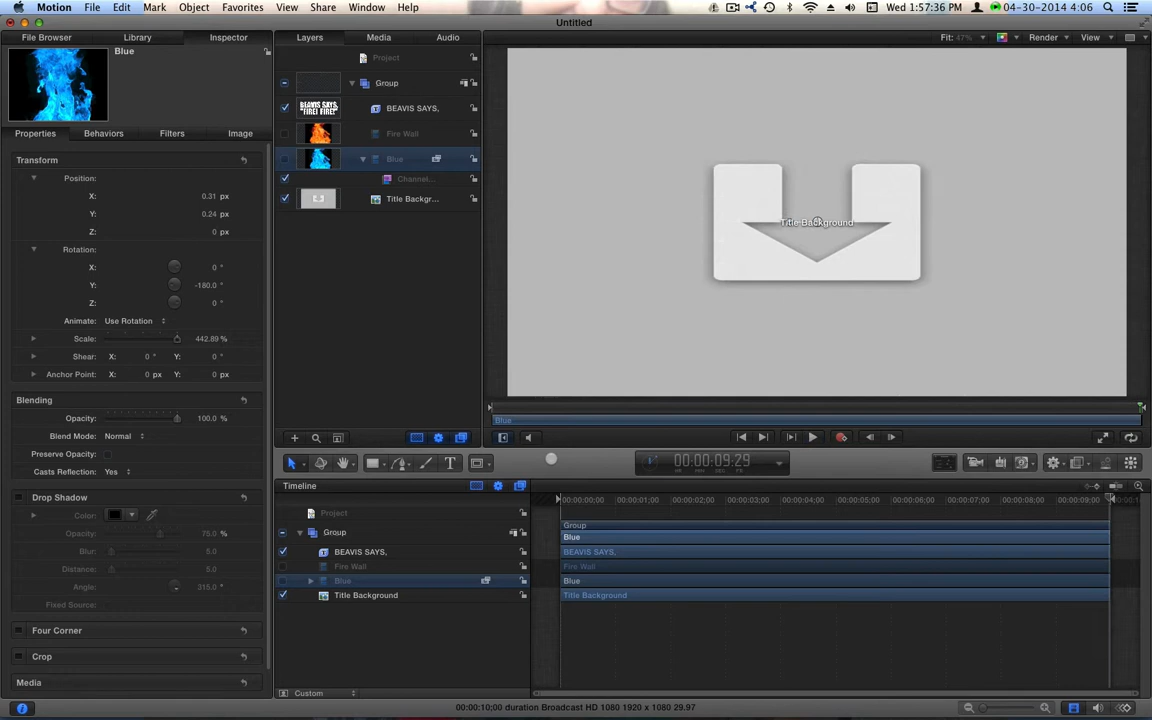 Motion File Edit Mark Object Favorites View Share Window Help Wed 1:57:36 PM 04-30-2014 4:06
Untitled
File Browser Library Inspector Layers Media Audio Fit: 47% Render View
Blue
Project
Group
BEAVIS SAYS, "FIRE! FIRE!" BEAVIS SAYS,
Fire Wall
Blue
Channel...
Title Backgr...
Title Background
Properties Behaviors Filters Image
Transform
Position:
X: 0.31 px
Y: 0.24 px
Z: 0 px
Rotation:
X: 0 °
Y: -180.0 °
Z: 0 °
Animate: Use Rotation
Scale: 442.89 %
Shear: X: 0 ° Y: 0 °
Anchor Point: X: 0 px Y: 0 px
Blending
Opacity: 100.0 %
Blend Mode: Normal
Preserve Opacity:
Casts Reflection: Yes
Drop Shadow
Color:
Opacity: 75.0 %
Blur: 5.0
Distance: 5.0
Angle: 315.0 °
Fixed Source:
Four Corner
Crop
Media
Blue
00:00:09:29
HR MIN SEC FR
Timeline
00:00:00;00 00:00:01;00 00:00:02;00 00:00:03;00 00:00:04;00 00:00:05;00 00:00:06;00 00:00:07;00 00:00:08;00 00:00:09;00
Project
Group Group
Blue
BEAVIS SAYS, BEAVIS SAYS,
Fire Wall Fire Wall
Blue Blue
Title Background Title Background
Custom
00:00:10;00 duration Broadcast HD 1080 1920 x 1080 29.97